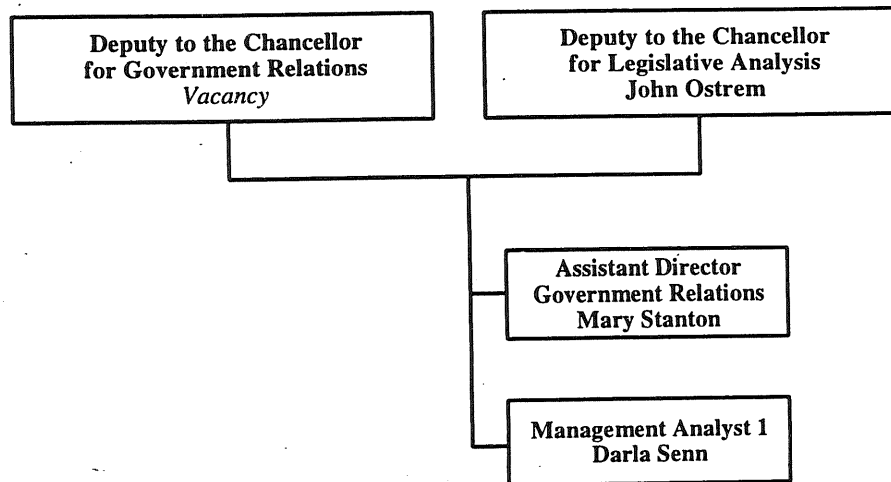 Deputy to the Chancellor
for Government Relations
Vacancy
Deputy to the Chancellor
for Legislative Analysis
John Ostrem
Assistant Director
Government Relations
Mary Stanton
Management Analyst 1
Darla Senn